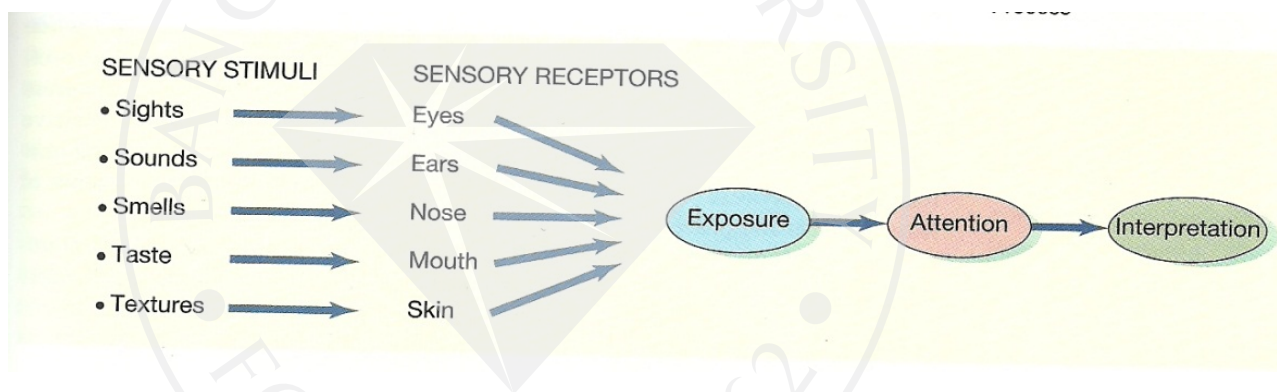 SENSORY STIMULI
SENSORY RECEPTORS
• Sights
Eyes
• Sounds
Ears
• Smells
Nose
• Taste
Mouth
• Textures
Skin
Exposure
Attention
Interpretation